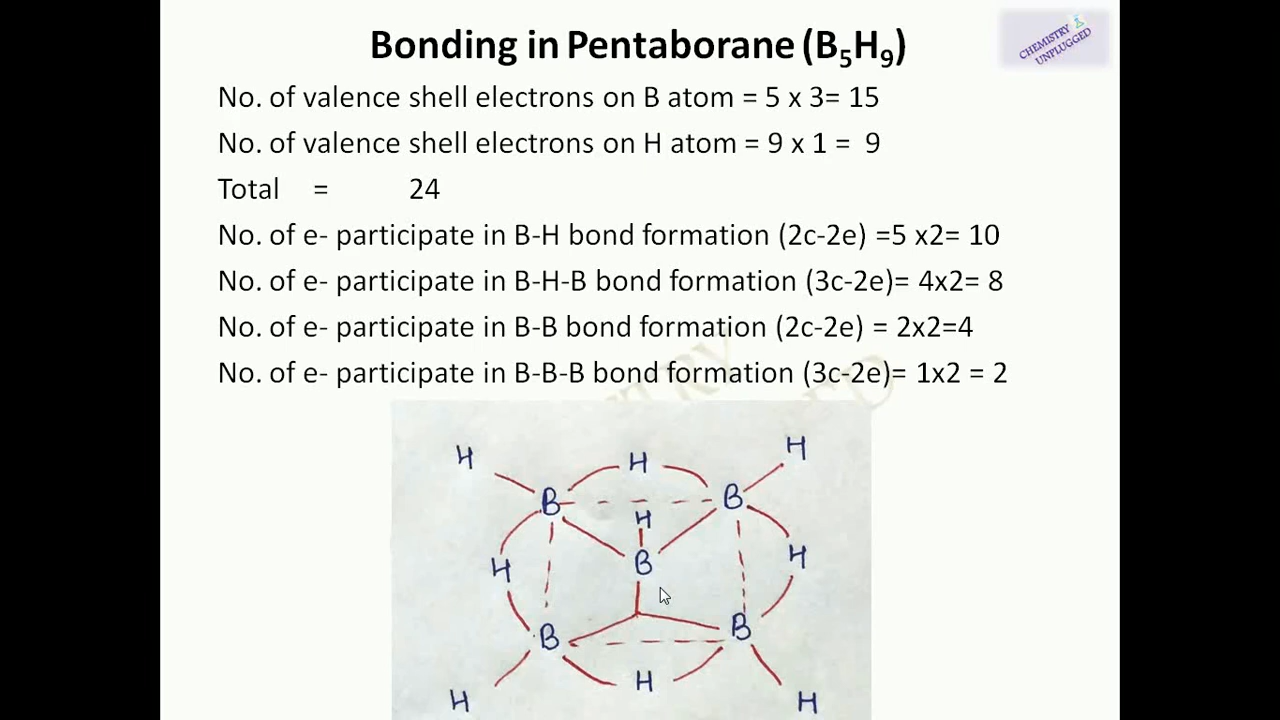 Bonding in Pentaborane (B₅H₉)
CHEMISTRY
UNPLUGGED
No. of valence shell electrons on B atom = 5 x 3= 15
No. of valence shell electrons on H atom = 9 x 1 = 9
Total = 24
No. of e- participate in B-H bond formation (2c-2e) =5 x2= 10
No. of e- participate in B-H-B bond formation (3c-2e)= 4x2= 8
No. of e- participate in B-B bond formation (2c-2e) = 2x2=4
No. of e- participate in B-B-B bond formation (3c-2e)= 1x2 = 2
H H H
B B
H
H B H
B B
H H H